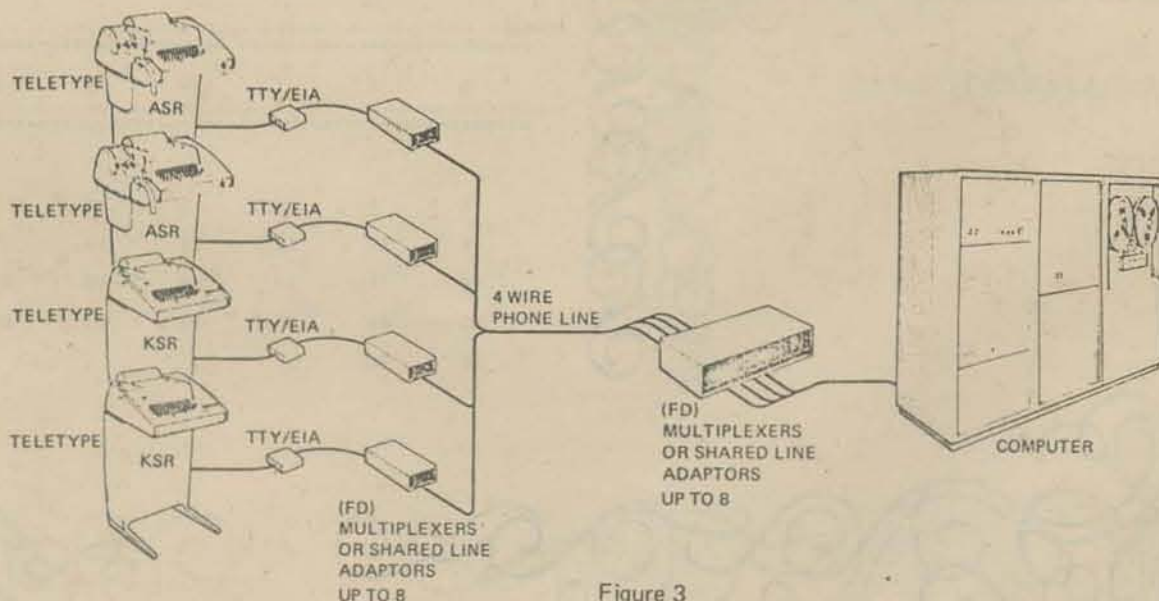 TELETYPE
ASR
TTY/EIA
TELETYPE
ASR
TTY/EIA
TELETYPE
KSR
TTY/EIA
TELETYPE
KSR
TTY/EIA
(FD)
MULTIPLEXERS
OR SHARED LINE
ADAPTORS
UP TO 8
4 WIRE
PHONE LINE
(FD)
MULTIPLEXERS
OR SHARED LINE
ADAPTORS
UP TO 8
COMPUTER
Figure 3